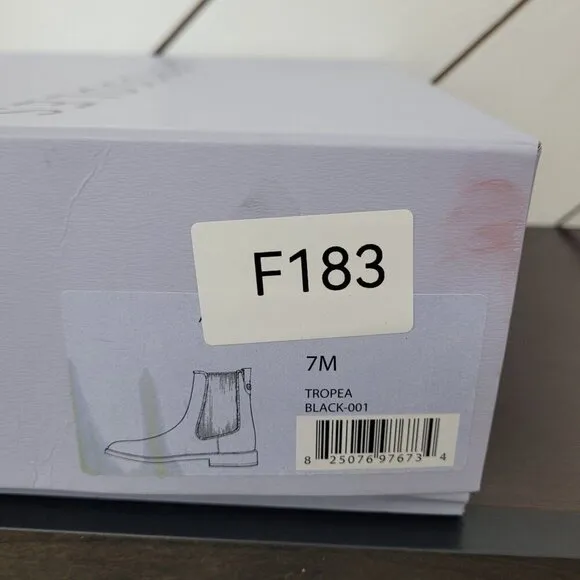 F183
7M
TROPEA
BLACK-001
8 25076 97673 4